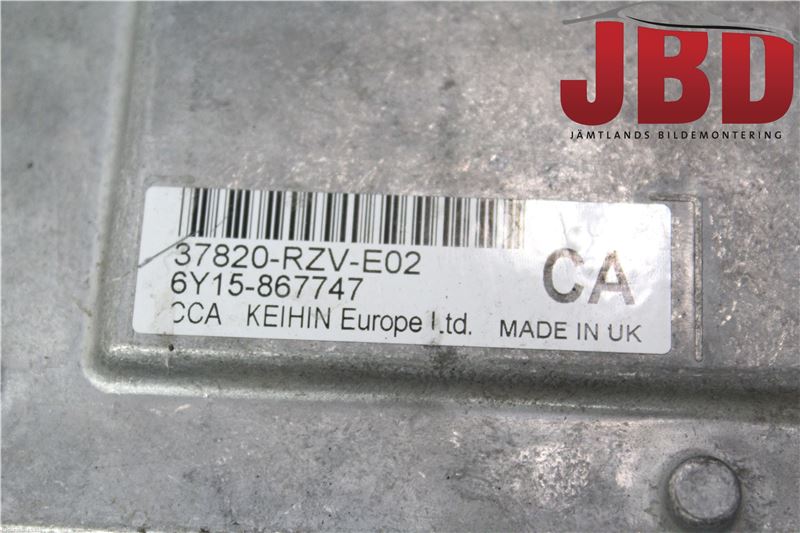 JBD
JÄMTLANDS BILDEMONTERING
37820-RZV-E02
6Y15-867747
CCA KEIHIN Europe Ltd.
CA
MADE IN UK